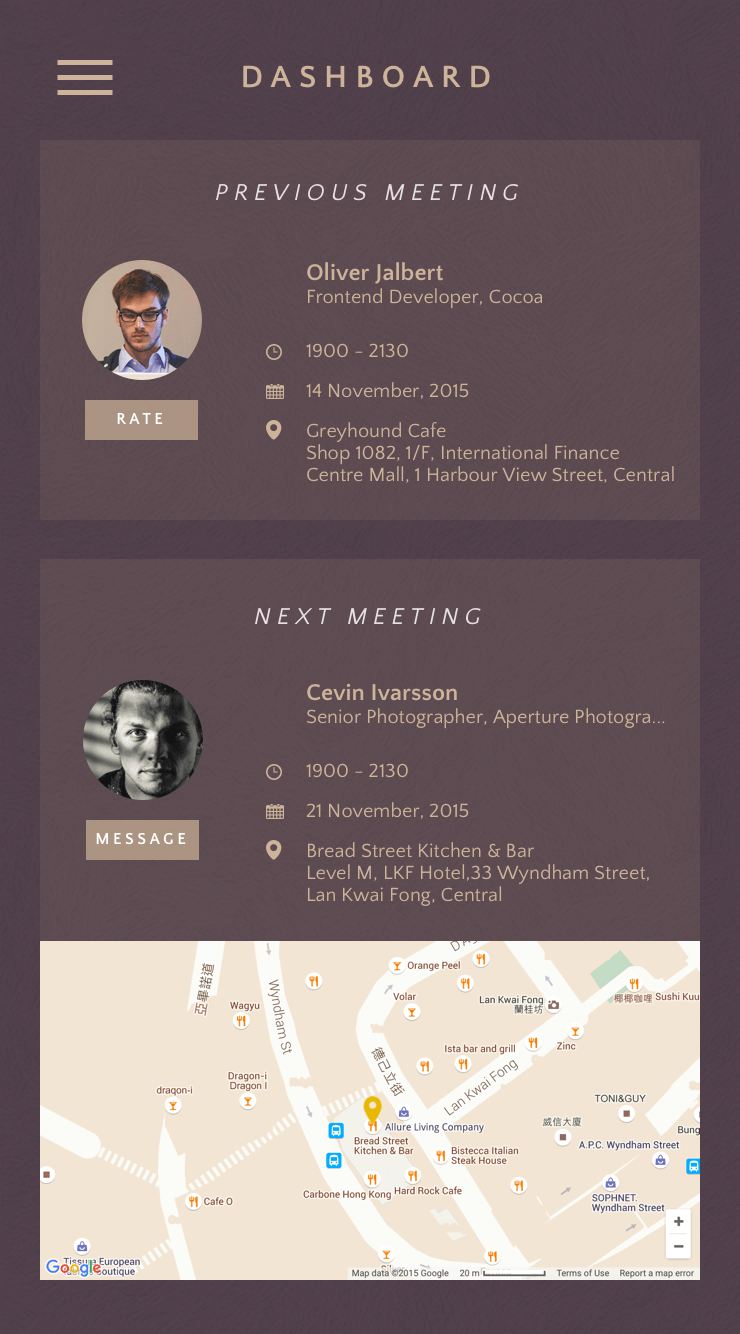 DASHBOARD
PREVIOUS MEETING
Oliver Jalbert
Frontend Developer, Cocoa
1900 - 2130
14 November, 2015
RATE
Greyhound Cafe
Shop 1082, 1/F, International Finance
Centre Mall, 1 Harbour View Street, Central
NEXT MEETING
Cevin Ivarsson
Senior Photographer, Aperture Photogra...
1900 - 2130
21 November, 2015
MESSAGE
Bread Street Kitchen & Bar
Level M, LKF Hotel,33 Wyndham Street,
Lan Kwai Fong, Central
亞畢諾道
Wyndham St
Orange Peel
Volar
Lan Kwai Fong
蘭桂坊
椰椰咖哩 Sushi Kuu
Wagyu
德己立街
Ista bar and grill
Zinc
Dragon-i
Dragon I
dragon-i
Lan Kwai Fong
TONI&GUY
威信大廈
Allure Living Company
Bung
Bread Street
Kitchen & Bar
A.P.C. Wyndham Street
Bistecca Italian
Steak House
Carbone Hong Kong
Hard Rock Cafe
Cafe O
SOPHNET.
Wyndham Street
+
−
Tissum European
Google
outique
Map data ©2015 Google
20 m
Terms of Use
Report a map error